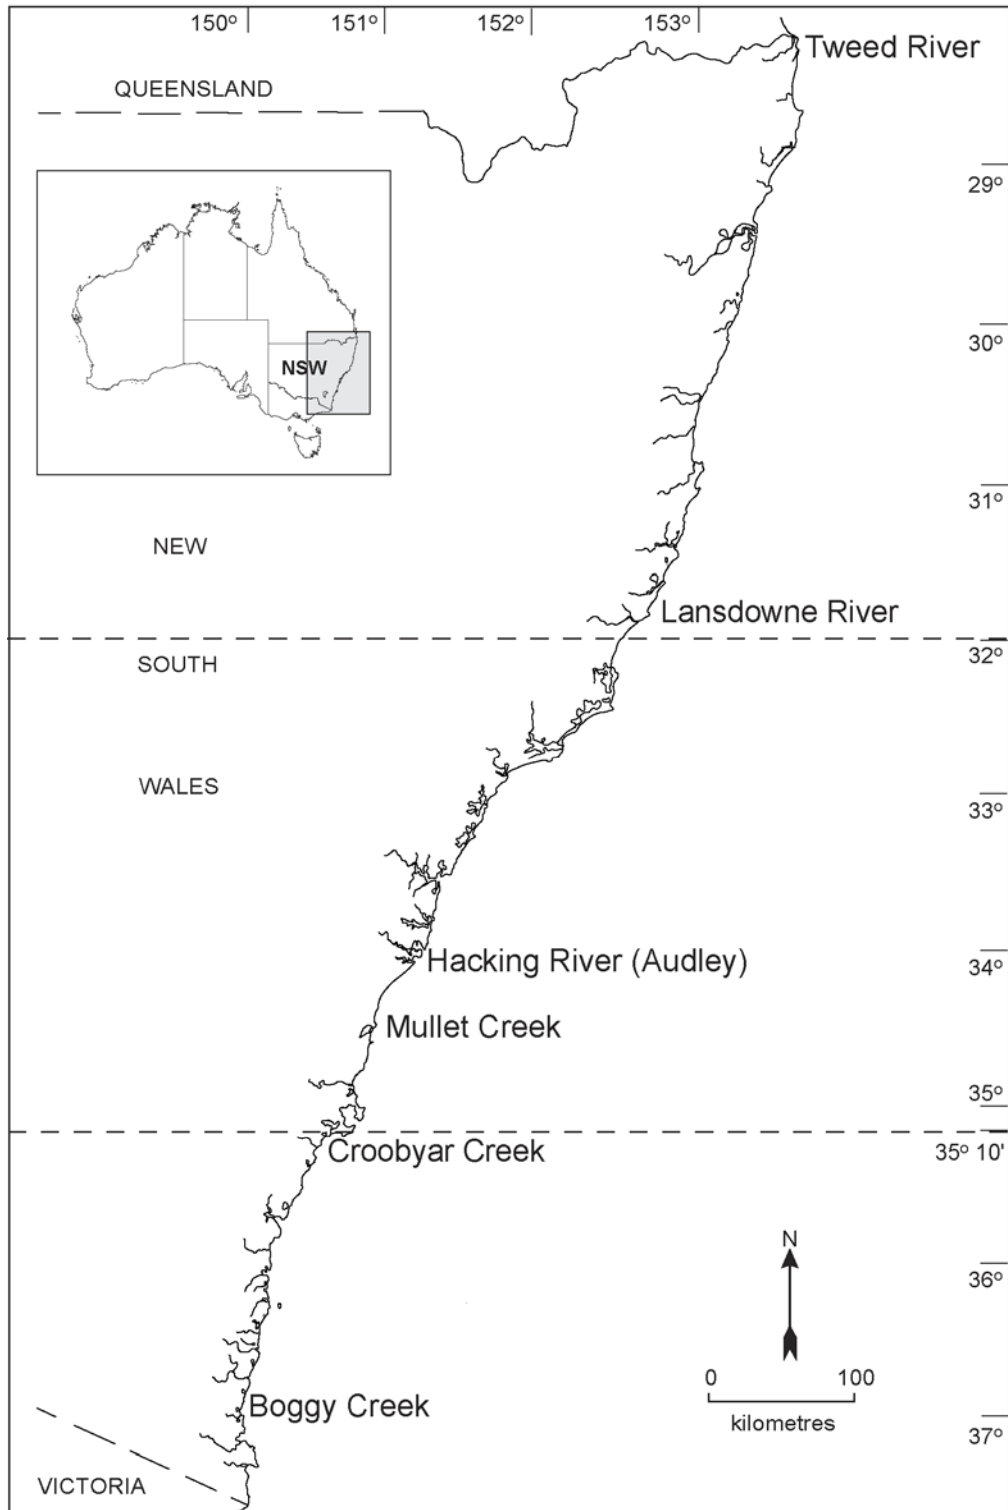 150° 151° 152° 153°
Tweed River
QUEENSLAND
29°
30°
NSW
31°
NEW
Lansdowne River
32°
SOUTH
WALES
33°
Hacking River (Audley)
34°
Mullet Creek
35°
Croobyar Creek
35° 10'
N
36°
0 100
kilometres
Boggy Creek
37°
VICTORIA